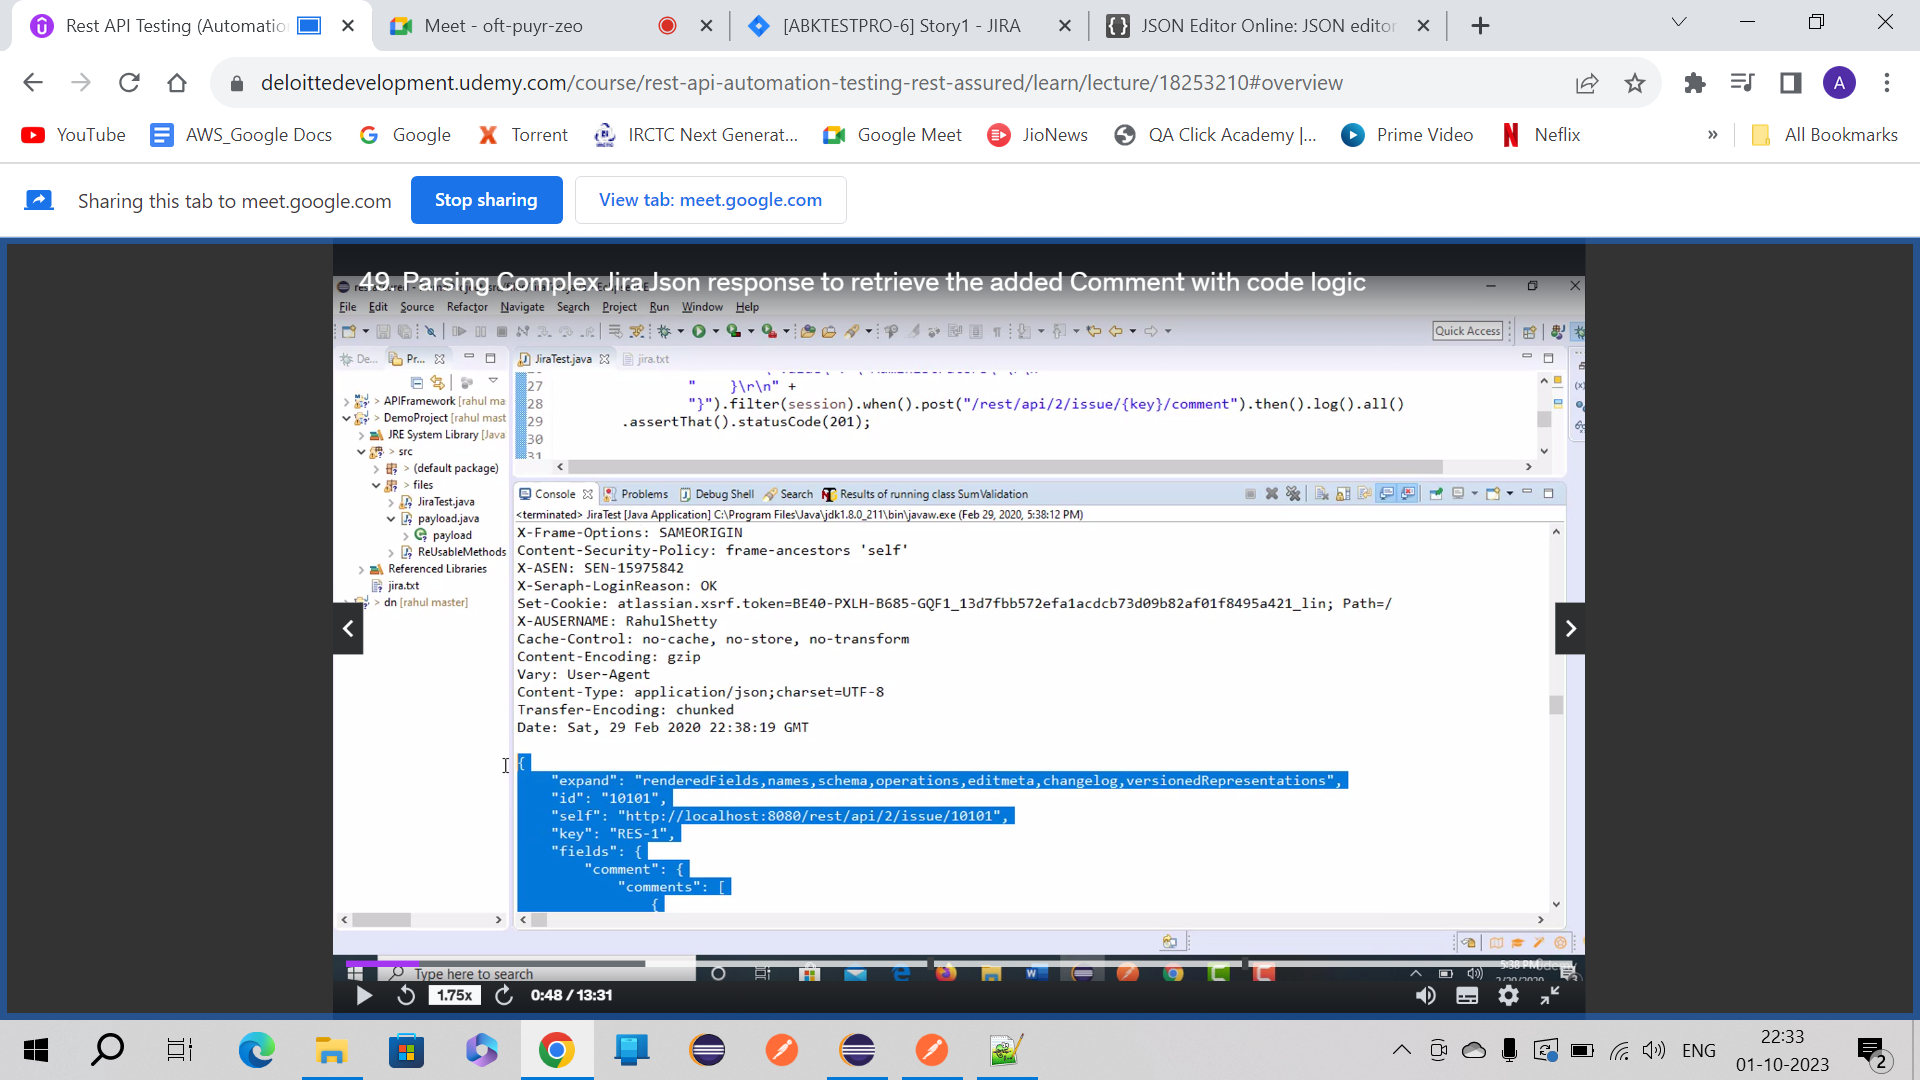 Rest API Testing (Automatio
Meet - oft-puyr-zeo
[ABKTESTPRO-6] Story1 - JIRA
JSON Editor Online: JSON editor
deloittedevelopment.udemy.com/course/rest-api-automation-testing-rest-assured/learn/lecture/18253210#overview
A
YouTube
AWS_Google Docs
Google
Torrent
IRCTC Next Generat...
Google Meet
JioNews
QA Click Academy |...
Prime Video
Neflix
»
All Bookmarks
Sharing this tab to meet.google.com
Stop sharing
View tab: meet.google.com
49. Parsing Complex Jira Json response to retrieve the added Comment with code logic
File Edit Source Refactor Navigate Search Project Run Window Help
Quick Access
De...
Pr...
JiraTest.java
jira.txt
APIFramework [rahul ma
DemoProject [rahul mast
JRE System Library [Java
src
(default package)
files
JiraTest.java
payload.java
payload
ReUsableMethods
Referenced Libraries
jira.txt
dn [rahul master]
27 " }\r\n" +
28 "}").filter(session).when().post("/rest/api/2/issue/{key}/comment").then().log().all()
29 .assertThat().statusCode(201);
30
31
Console Problems Debug Shell Search Results of running class SumValidation
<terminated> JiraTest [Java Application] C:\Program Files\Java\jdk1.8.0_211\bin\javaw.exe (Feb 29, 2020, 5:38:12 PM)
X-Frame-Options: SAMEORIGIN
Content-Security-Policy: frame-ancestors 'self'
X-ASEN: SEN-15975842
X-Seraph-LoginReason: OK
Set-Cookie: atlassian.xsrf.token=BE40-PXLH-B685-GQF1_13d7fbb572efa1acdcb73d09b82af01f8495a421_lin; Path=/
X-AUSERNAME: RahulShetty
Cache-Control: no-cache, no-store, no-transform
Content-Encoding: gzip
Vary: User-Agent
Content-Type: application/json;charset=UTF-8
Transfer-Encoding: chunked
Date: Sat, 29 Feb 2020 22:38:19 GMT
{
"expand": "renderedFields,names,schema,operations,editmeta,changelog,versionedRepresentations",
"id": "10101",
"self": "http://localhost:8080/rest/api/2/issue/10101",
"key": "RES-1",
"fields": {
"comment": {
"comments": [
{
Type here to search
5:38 PM
1.75x
0:48 / 13:31
ENG
22:33
01-10-2023
2